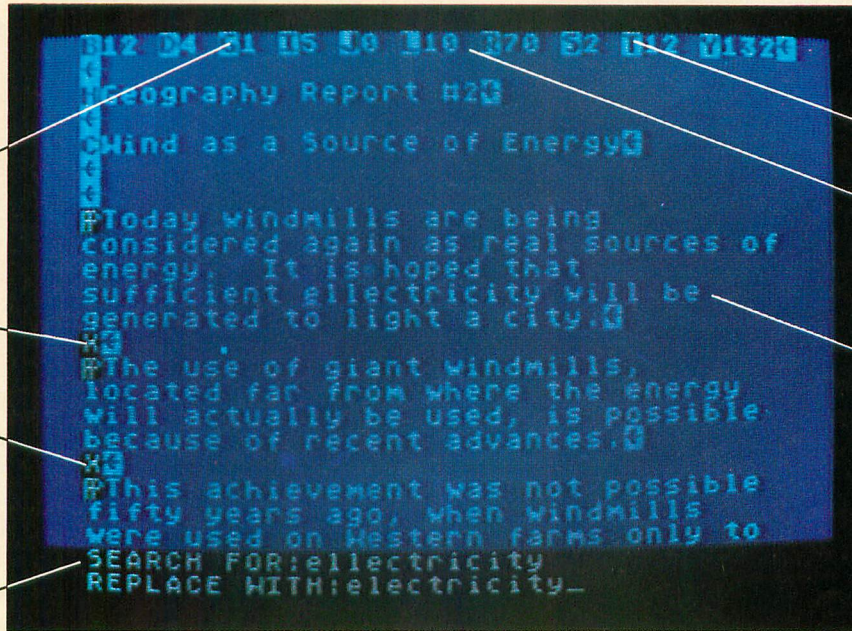 B12 D4 G1 I5 J0 L10 R70 S2 T12 Y132
Geography Report #2
Wind as a Source of Energy
PToday windmills are being
considered again as real sources of
energy. It is hoped that
sufficient ellectricity will be
generated to light a city.
PThe use of giant windmills,
located far from where the energy
will actually be used, is possible
because of recent advances.
PThis achievement was not possible
fifty years ago, when windmills
were used on Western farms only to
SEARCH FOR:ellectricity
REPLACE WITH:electricity_